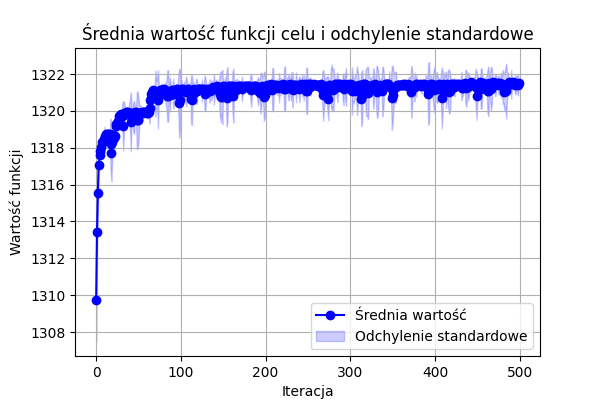 Średnia wartość funkcji celu i odchylenie standardowe
Wartość funkcji
1322
1320
1318
1316
1314
1312
1310
1308
0 100 200 300 400 500
Iteracja
Średnia wartość
Odchylenie standardowe